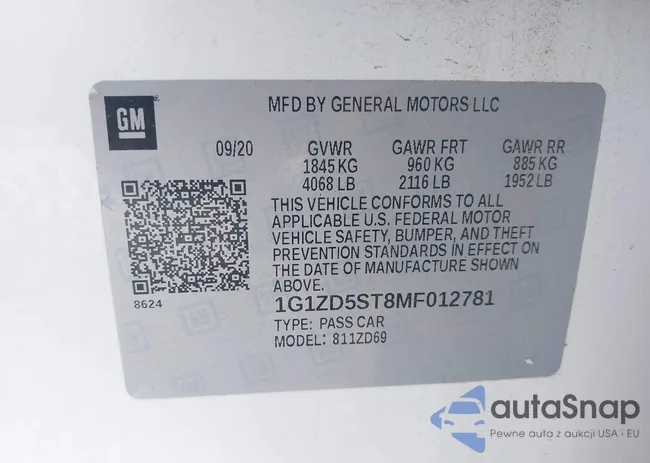 GM
MFD BY GENERAL MOTORS LLC
09/20 GVWR GAWR FRT GAWR RR
1845 KG 960 KG 885 KG
4068 LB 2116 LB 1952 LB
THIS VEHICLE CONFORMS TO ALL
APPLICABLE U.S. FEDERAL MOTOR
VEHICLE SAFETY, BUMPER, AND THEFT
PREVENTION STANDARDS IN EFFECT ON
THE DATE OF MANUFACTURE SHOWN
ABOVE.
8624
1G1ZD5ST8MF012781
TYPE: PASS CAR
MODEL: 811ZD69
autaSnap
Pewne auta z aukcji USA i EU